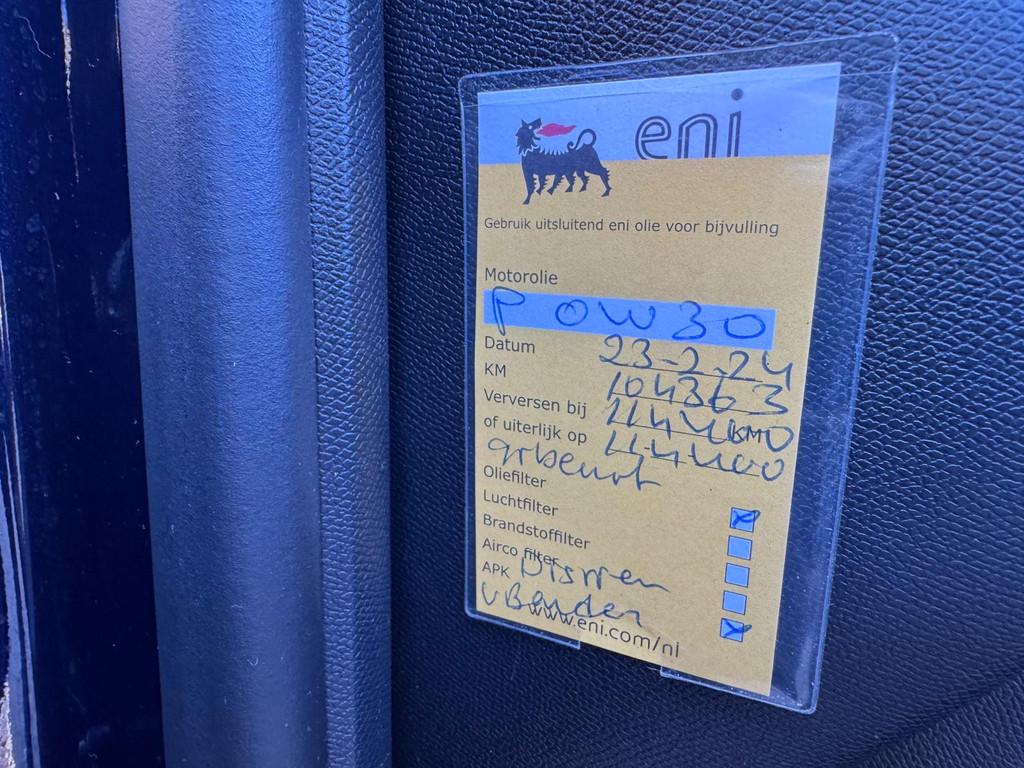 eni
Gebruik uitsluitend eni olie voor bijvulling
Motorolie
P 0W30
Datum 23-2-24
KM 104363
Verversen bij KM
of uiterlijk op
Oliefilter
Luchtfilter
Brandstoffilter
Airco filter
APK
www.eni.com/nl